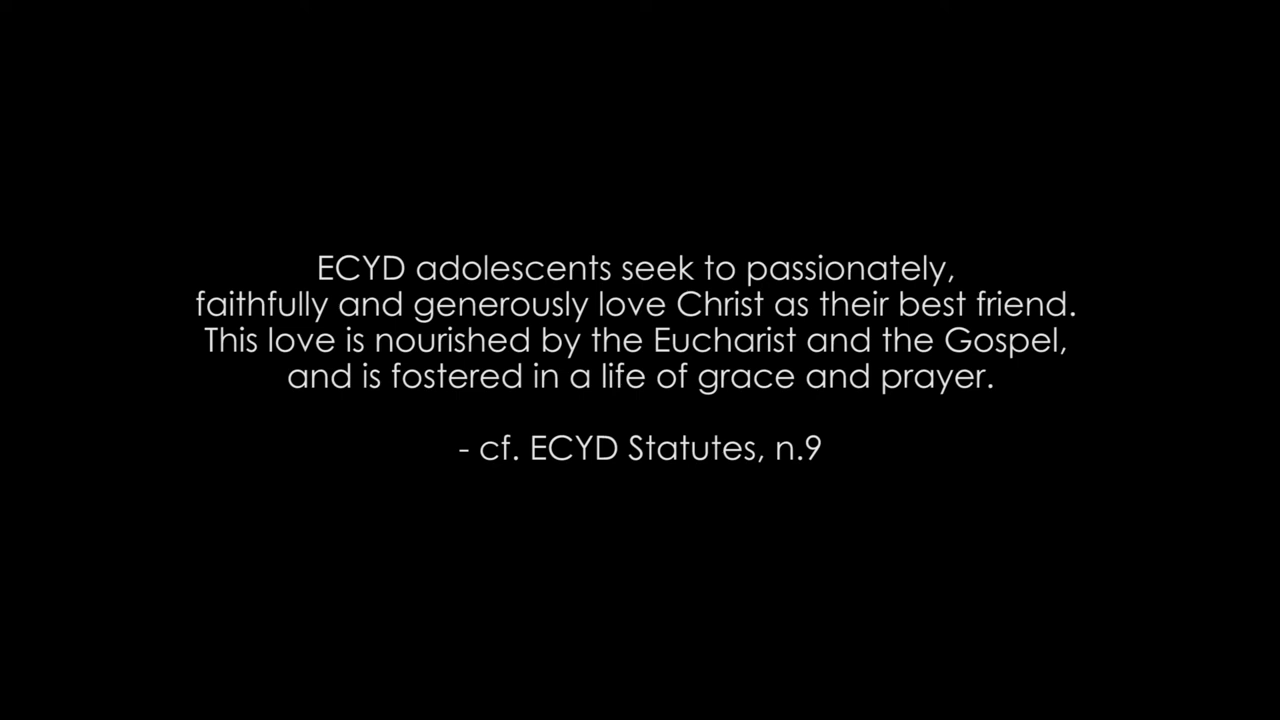 ECYD adolescents seek to passionately,
faithfully and generously love Christ as their best friend.
This love is nourished by the Eucharist and the Gospel,
and is fostered in a life of grace and prayer.
- cf. ECYD Statutes, n.9